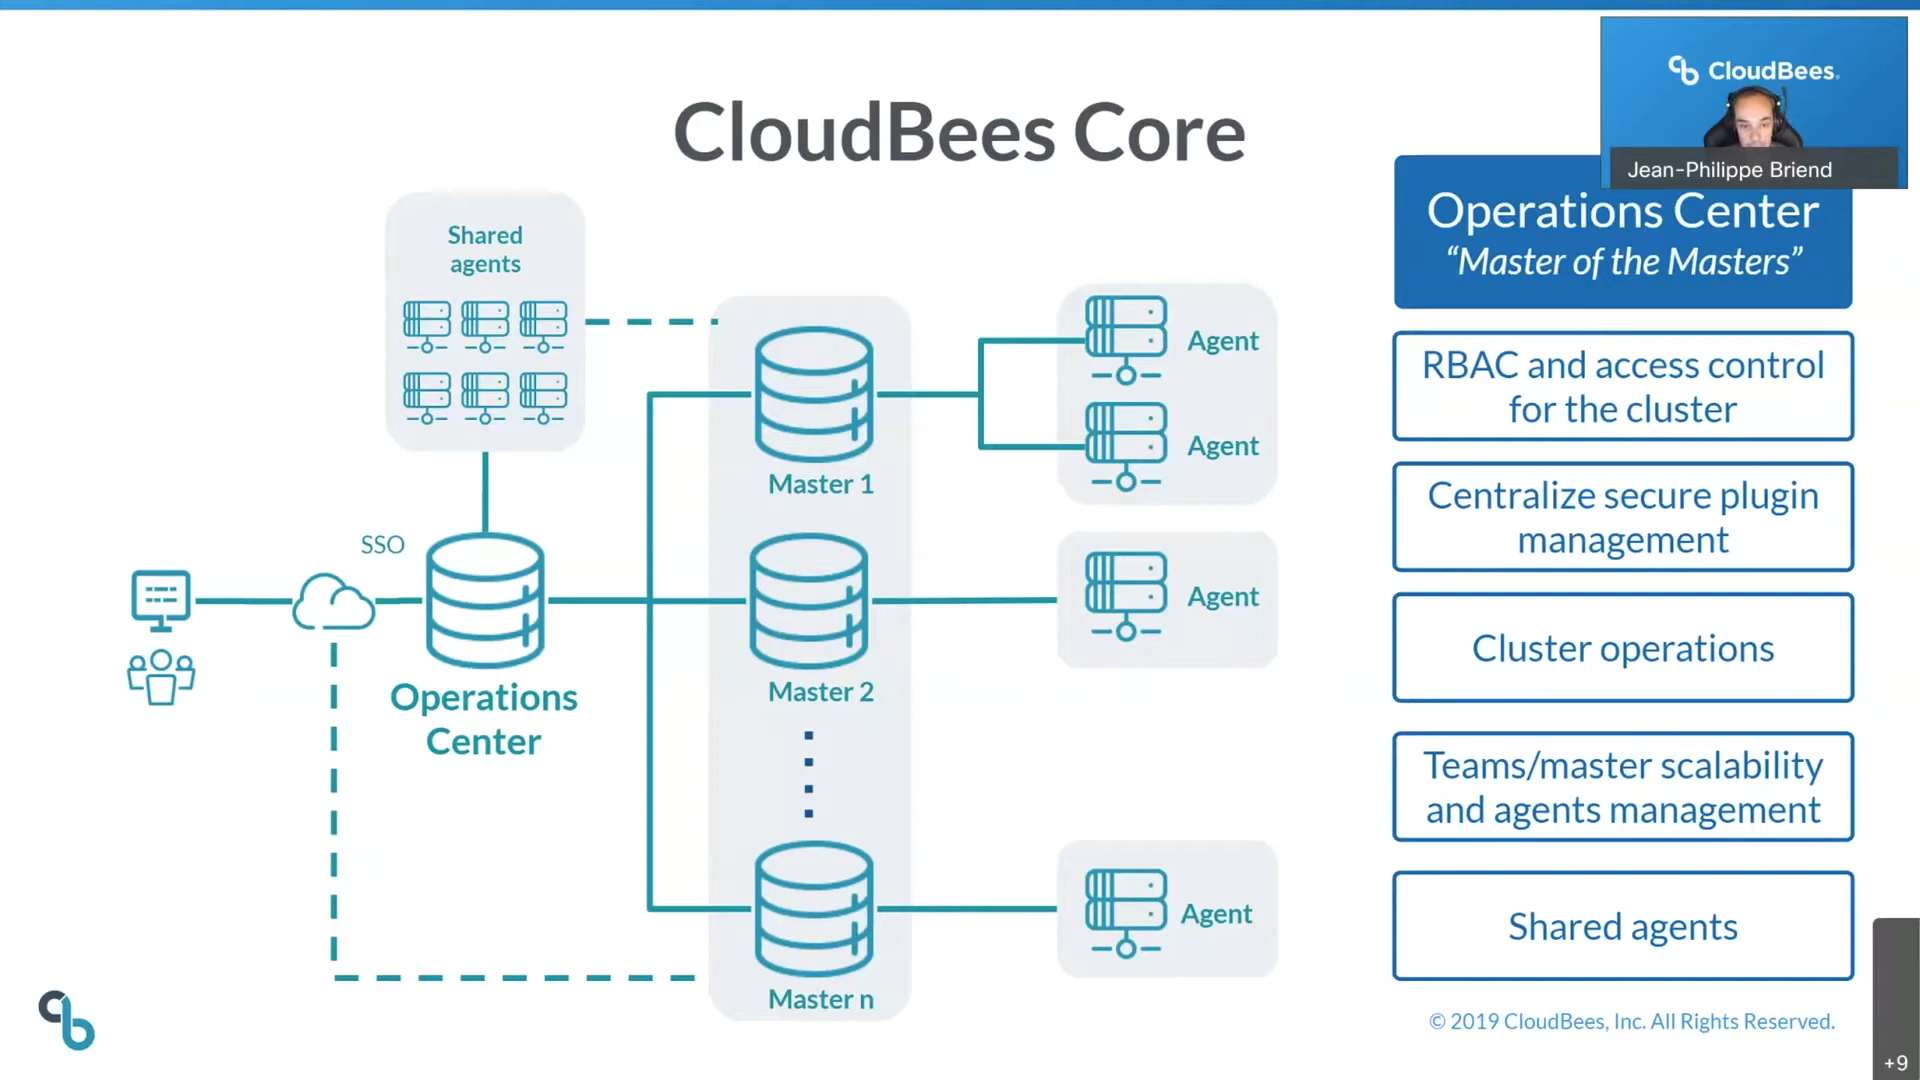 CloudBees.
Jean-Philippe Briend
CloudBees Core
Operations Center
“Master of the Masters”
Shared
agents
Agent
Agent
RBAC and access control
for the cluster
Master 1
Centralize secure plugin
management
SSO
Agent
Cluster operations
Operations
Center
Master 2
Teams/master scalability
and agents management
Agent
Shared agents
Master n
© 2019 CloudBees, Inc. All Rights Reserved.
+9